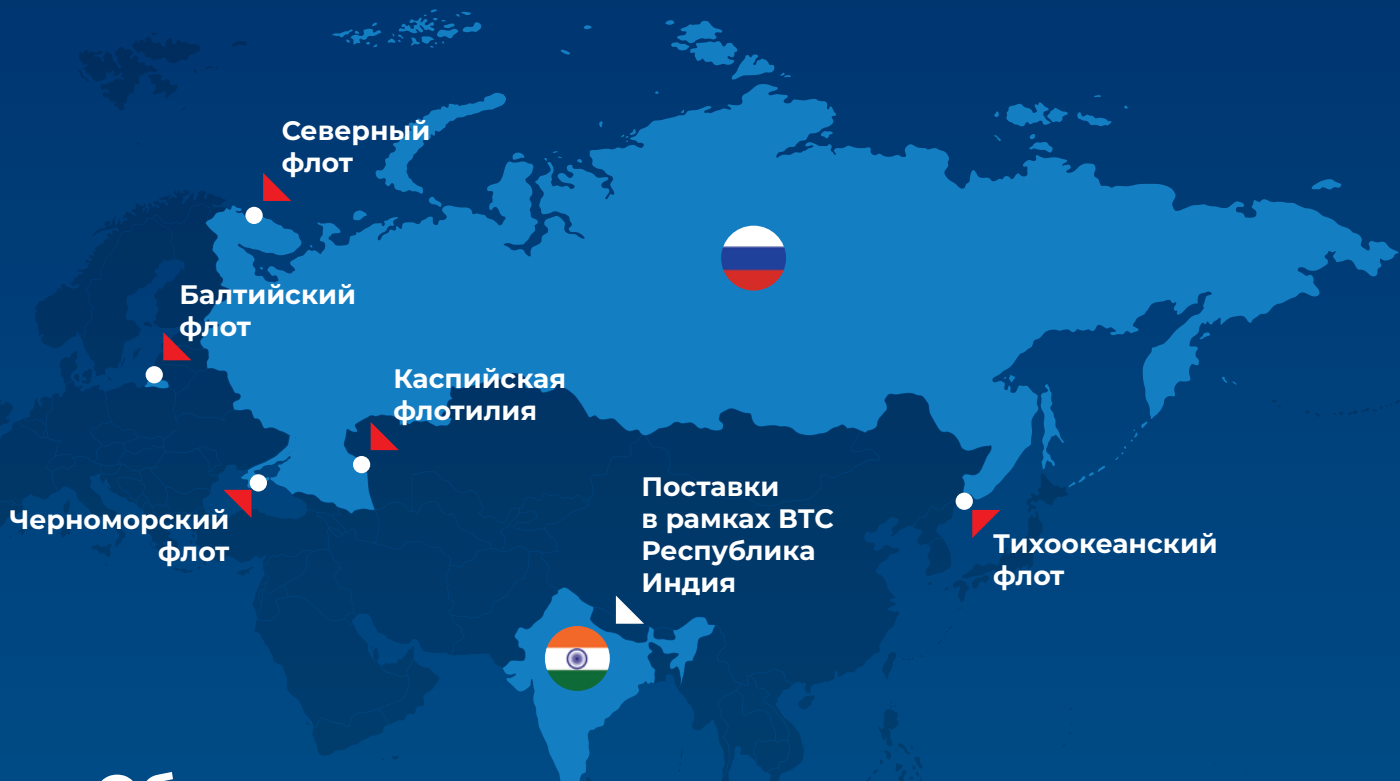 Северный
флот
Балтийский
флот
Каспийская
флотилия
Черноморский
флот
Поставки
в рамках ВТС
Республика
Индия
Тихоокеанский
флот